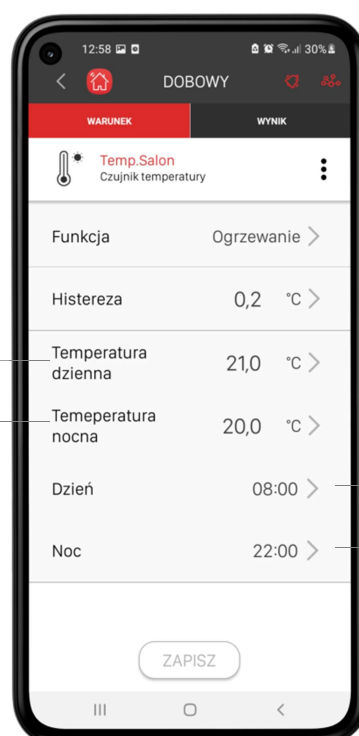 12:58 30%
DOBOWY
WARUNEK WYNIK
Temp.Salon
Czujnik temperatury
Funkcja Ogrzewanie
Histereza 0,2 °C
Temperatura
dzienna 21,0 °C
Temeperatura
nocna 20,0 °C
Dzień 08:00
Noc 22:00
ZAPISZ